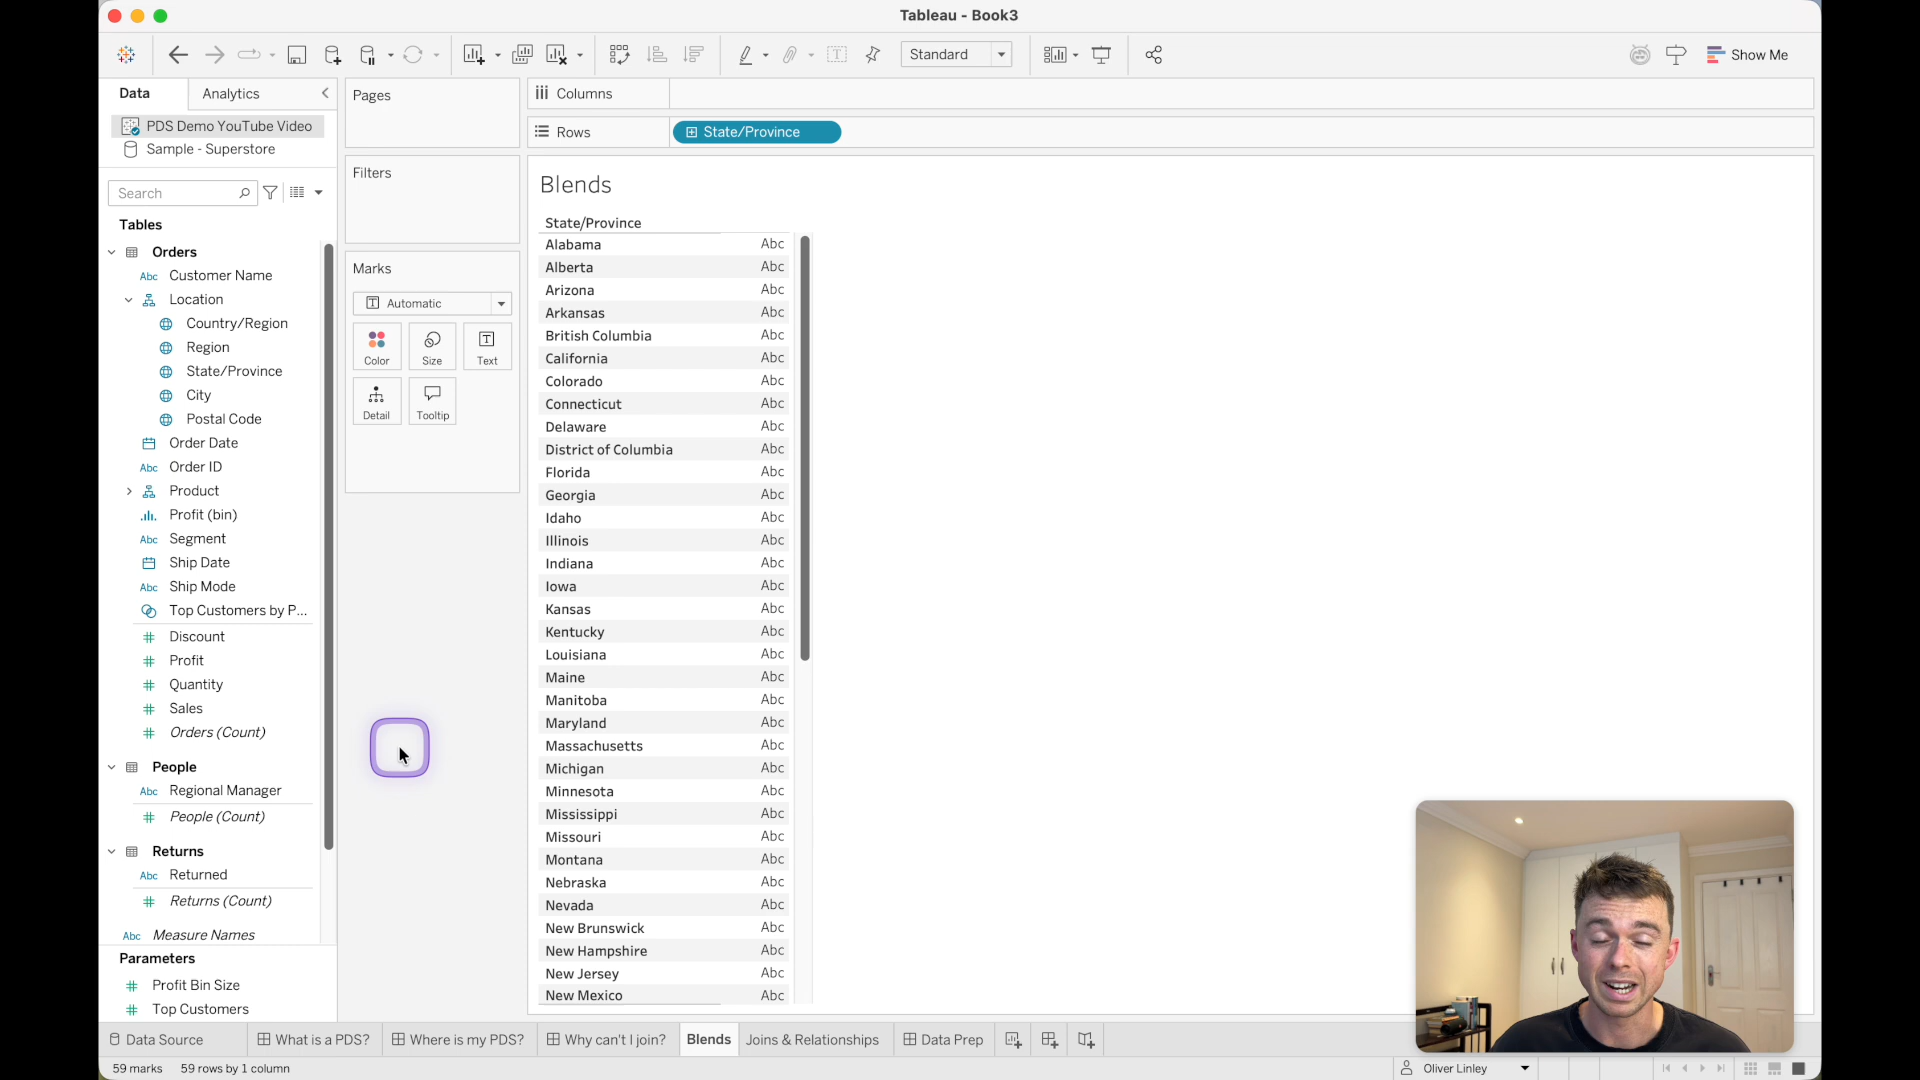 Tableau - Book3
Standard
Show Me
Data
Analytics
PDS Demo YouTube Video
Sample - Superstore
Search
Tables
Orders
Abc Customer Name
Location
Country/Region
Region
State/Province
City
Postal Code
Order Date
Abc Order ID
Product
Profit (bin)
Abc Segment
Ship Date
Abc Ship Mode
Top Customers by P...
Discount
Profit
Quantity
Sales
Orders (Count)
People
Abc Regional Manager
People (Count)
Returns
Abc Returned
Returns (Count)
Abc Measure Names
Parameters
Profit Bin Size
Top Customers
Pages
Filters
Marks
Automatic
Color
Size
Text
Detail
Tooltip
Columns
Rows
State/Province
Blends
State/Province
Alabama Abc
Alberta Abc
Arizona Abc
Arkansas Abc
British Columbia Abc
California Abc
Colorado Abc
Connecticut Abc
Delaware Abc
District of Columbia Abc
Florida Abc
Georgia Abc
Idaho Abc
Illinois Abc
Indiana Abc
Iowa Abc
Kansas Abc
Kentucky Abc
Louisiana Abc
Maine Abc
Manitoba Abc
Maryland Abc
Massachusetts Abc
Michigan Abc
Minnesota Abc
Mississippi Abc
Missouri Abc
Montana Abc
Nebraska Abc
Nevada Abc
New Brunswick Abc
New Hampshire Abc
New Jersey Abc
New Mexico Abc
Data Source
What is a PDS?
Where is my PDS?
Why can't I join?
Blends
Joins & Relationships
Data Prep
59 marks
59 rows by 1 column
Oliver Linley